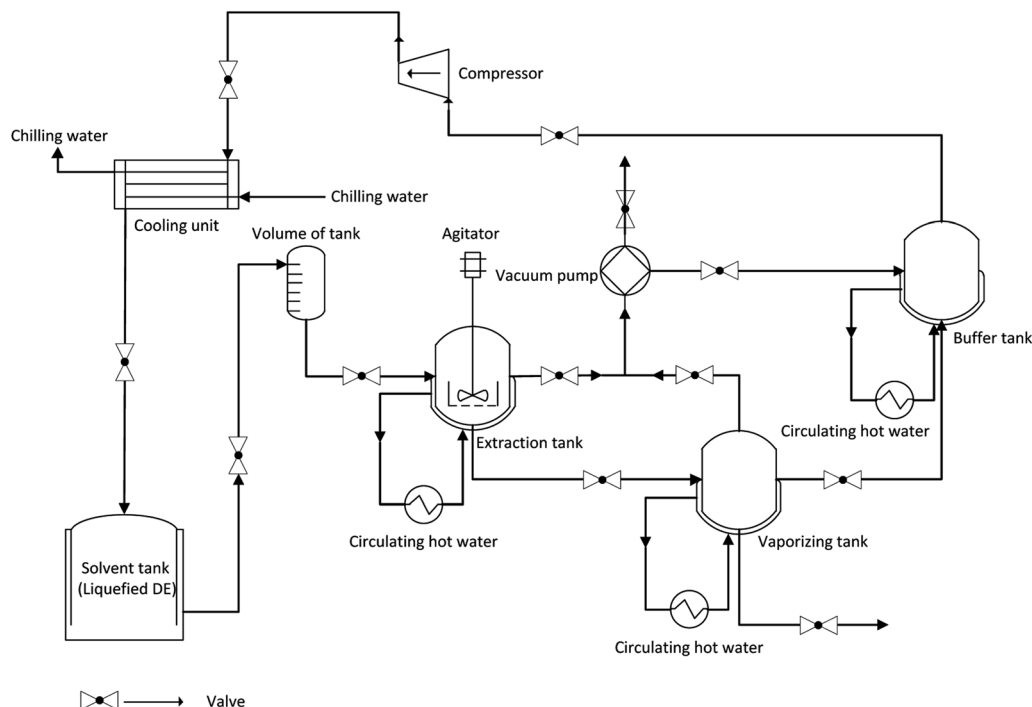 Compressor
Chilling water
Chilling water
Cooling unit
Volume of tank
Agitator
Vacuum pump
Buffer tank
Circulating hot water
Extraction tank
Circulating hot water
Vaporizing tank
Solvent tank
(Liquefied DE)
Circulating hot water
Valve